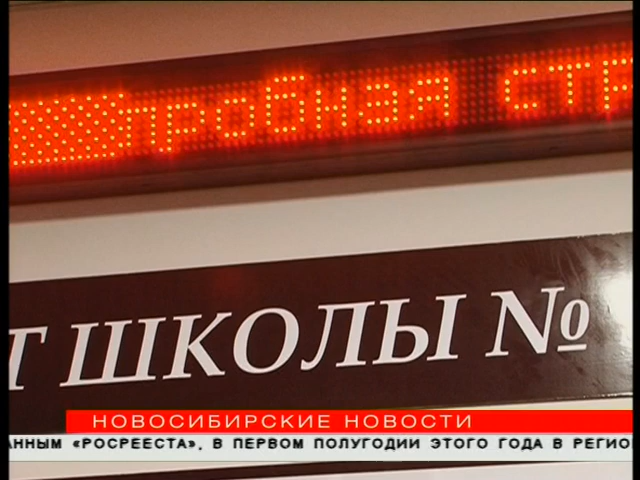 пробная стр
Т ШКОЛЫ №
НОВОСИБИРСКИЕ НОВОСТИ
АННЫМ «РОСРЕЕСТА», В ПЕРВОМ ПОЛУГОДИИ ЭТОГО ГОДА В РЕГИО